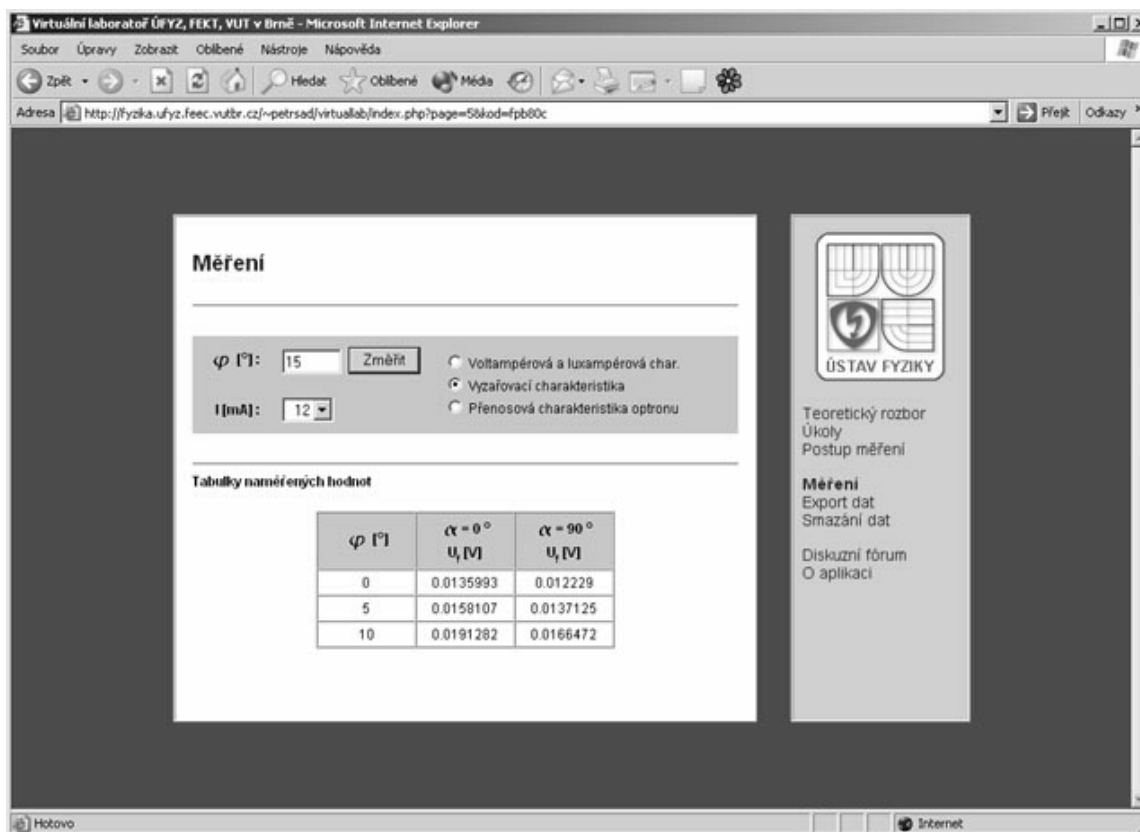 Virtuální laboratoř ÚFYZ, FEKT, VUT v Brně - Microsoft Internet Explorer
Soubor Úpravy Zobrazit Oblíbené Nástroje Nápověda
Zpět Hledat Oblíbené Média
Adresa http://fyzika.ufyz.feec.vutbr.cz/~petrsad/virtuallab/index.php?page=5&kod=fpb80c Přejít Odkazy »
Měření
φ [°]: 15 Změřit
I [mA]: 12
Voltampérová a luxampérová char.
Vyzařovací charakteristika
Přenosová charakteristika optronu
Tabulky naměřených hodnot
φ [°] α = 0 ° α = 90 °
Uf [V] Uf [V]
0 0.0135993 0.012229
5 0.0158107 0.0137125
10 0.0191282 0.0166472
ÚSTAV FYZIKY
Teoretický rozbor
Úkoly
Postup měření
Měření
Export dat
Smazání dat
Diskuzní fórum
O aplikaci
Hotovo Internet